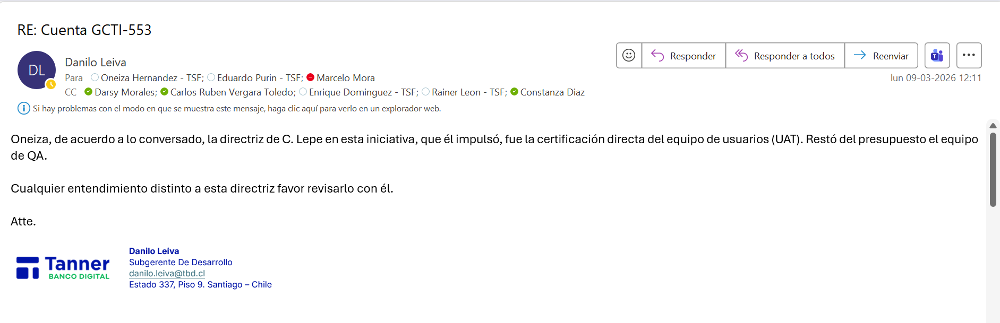 RE: Cuenta GCTI-553
DL
Danilo Leiva
Para Oneiza Hernandez - TSF; Eduardo Purin - TSF; Marcelo Mora
CC Darsy Morales; Carlos Ruben Vergara Toledo; Enrique Dominguez - TSF; Rainer Leon - TSF; Constanza Diaz
Responder
Responder a todos
Reenviar
lun 09-03-2026 12:11
Si hay problemas con el modo en que se muestra este mensaje, haga clic aquí para verlo en un explorador web.
Oneiza, de acuerdo a lo conversado, la directriz de C. Lepe en esta iniciativa, que él impulsó, fue la certificación directa del equipo de usuarios (UAT). Restó del presupuesto el equipo
de QA.
Cualquier entendimiento distinto a esta directriz favor revisarlo con él.
Atte.
Tanner
BANCO DIGITAL
Danilo Leiva
Subgerente De Desarrollo
danilo.leiva@tbd.cl
Estado 337, Piso 9. Santiago – Chile